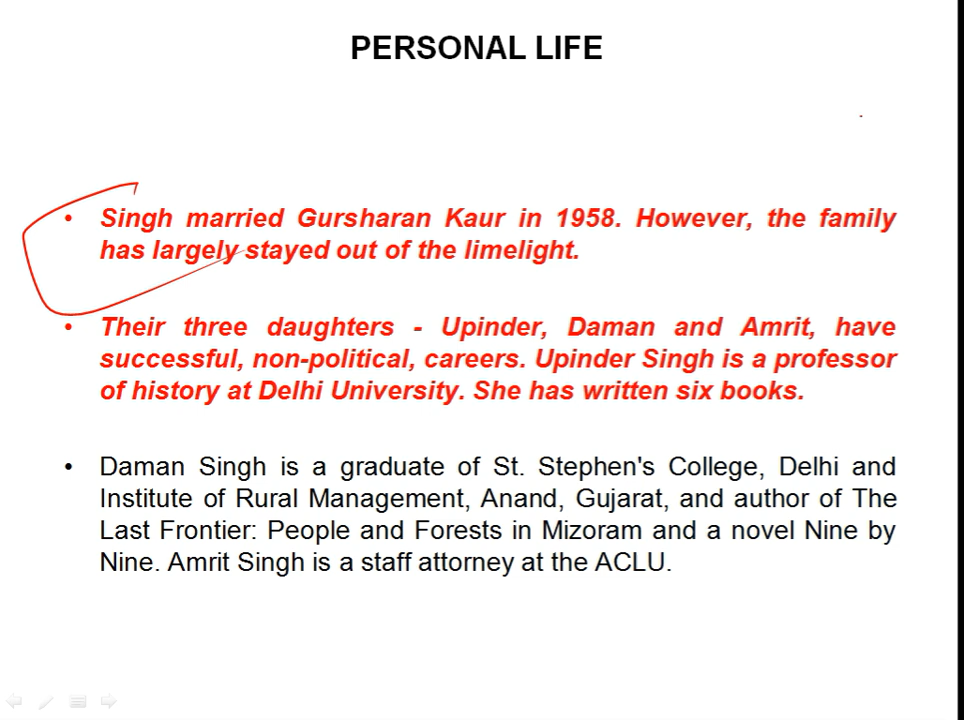 PERSONAL LIFE
• Singh married Gursharan Kaur in 1958. However, the family
has largely stayed out of the limelight.
• Their three daughters - Upinder, Daman and Amrit, have
successful, non-political, careers. Upinder Singh is a professor
of history at Delhi University. She has written six books.
• Daman Singh is a graduate of St. Stephen's College, Delhi and
Institute of Rural Management, Anand, Gujarat, and author of The
Last Frontier: People and Forests in Mizoram and a novel Nine by
Nine. Amrit Singh is a staff attorney at the ACLU.